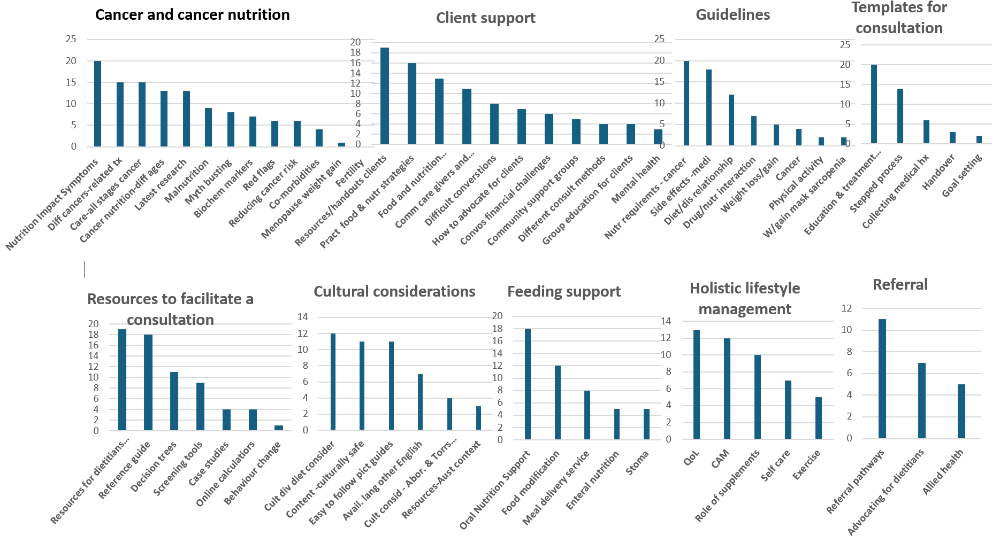 Cancer and cancer nutrition
25
20
15
10
5
0
Nutrition Impact Symptoms
Diff cancers-related tx
Care-all stages cancer
Cancer nutrition-diff ages
Latest research
Malnutrition
Myth busting
Biochem markers
Red flags
Reducing cancer risk
Co-morbidities
Menopause weight gain
Fertility
Client support
20
18
16
14
12
10
8
6
4
2
0
Resources/handouts clients
Pract food & nutr strategies
Food and nutrition...
Comm care givers and...
Difficult converstions
How to advocate for clients
Convos financial challenges
Community support groups
Different consult methods
Group education for clients
Mental health
Guidelines
25
20
15
10
5
0
Nutr requiremts - cancer
Side effects -medi
Diet/dis relationship
Drug/nutr interaction
Weight loss/gain
Cancer
Physical activity
W/gain mask sarcopenia
Templates for
consultation
25
20
15
10
5
0
Education & treatment...
Stepped process
Collecting medical hx
Handover
Goal setting
Resources to facilitate a
consultation
20
18
16
14
12
10
8
6
4
2
0
Resources for dietitians...
Reference guide
Decision trees
Screening tools
Case studies
Online calculatiors
Behaviour change
Cultural considerations
14
12
10
8
6
4
2
0
Cult div diet consider
Content -culturally safe
Easy to follow pict guides
Avail. lang other English
Cult consid - Abor. & Torrs...
Resources-Aust context
Feeding support
20
18
16
14
12
10
8
6
4
2
0
Oral Nutrition Support
Food modification
Meal delivery service
Enteral nutrition
Stoma
Holistic lifestyle
management
14
12
10
8
6
4
2
0
QoL
CAM
Role of supplements
Self care
Exercise
Referral
12
10
8
6
4
2
0
Referral pathways
Advocating for dietitians
Allied health